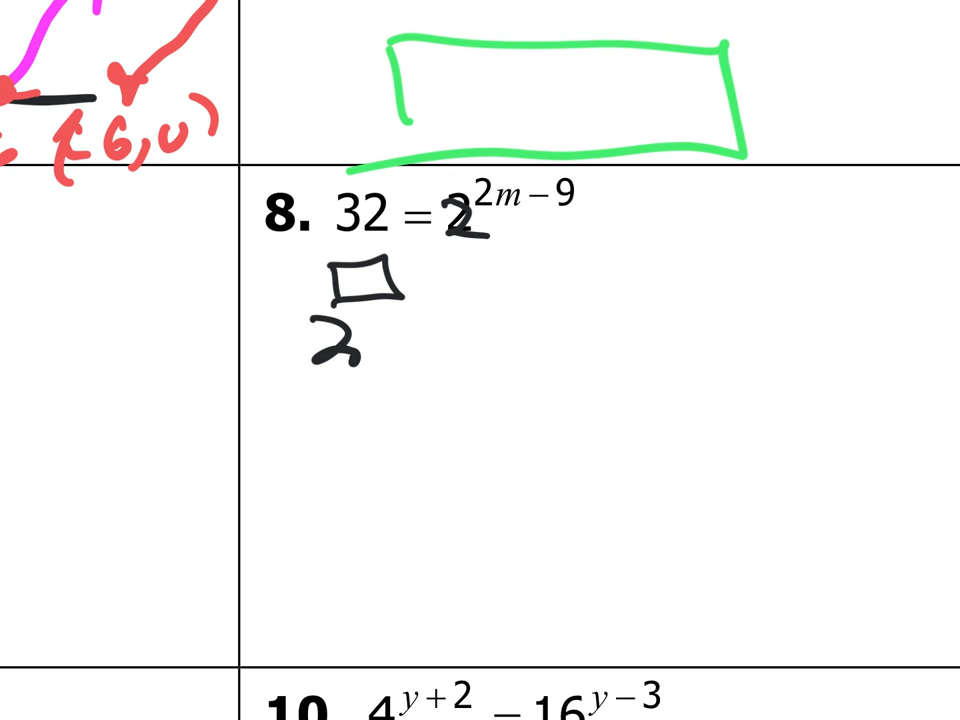 (-6,0)
8. 32 = 2^{2m-9}
2^□
10. 4^{y+2} = 16^{y-3}